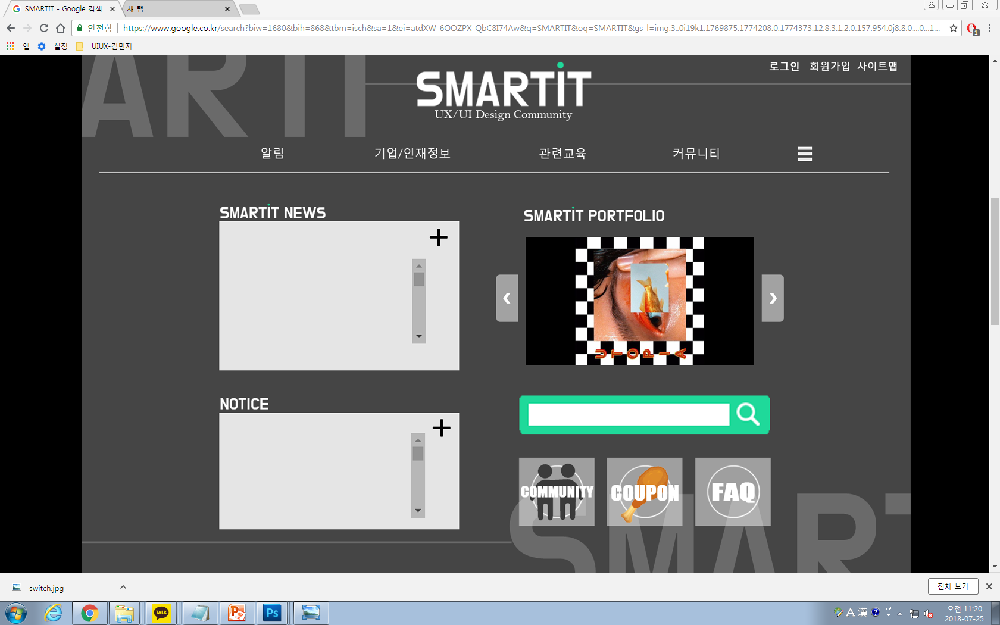 SMARTIT - Google 검색
새 탭
안전함
https://www.google.co.kr/search?biw=1680&bih=868&tbm=isch&sa=1&ei=atdXW_6OOZPX-QbC8I74Aw&q=SMARTIT&oq=SMARTIT&gs_l=img.3..0i19k1.1769875.1774208.0.1774373.12.8.3.1.2.0.157.954.0j8.8.0....0...1...
1
앱
설정
UIUX-김민지
ARTI
로그인 회원가입 사이트맵
SMARTIT
UX/UI Design Community
알림
기업/인재정보
관련교육
커뮤니티
SMARTIT NEWS
SMARTIT PORTFOLIO
UTOPIA
NOTICE
COMMUNITY
COUPON
FAQ
SMART
switch.jpg
전체 보기
TALK
Ps
A 漢
오전 11:20
2018-07-25